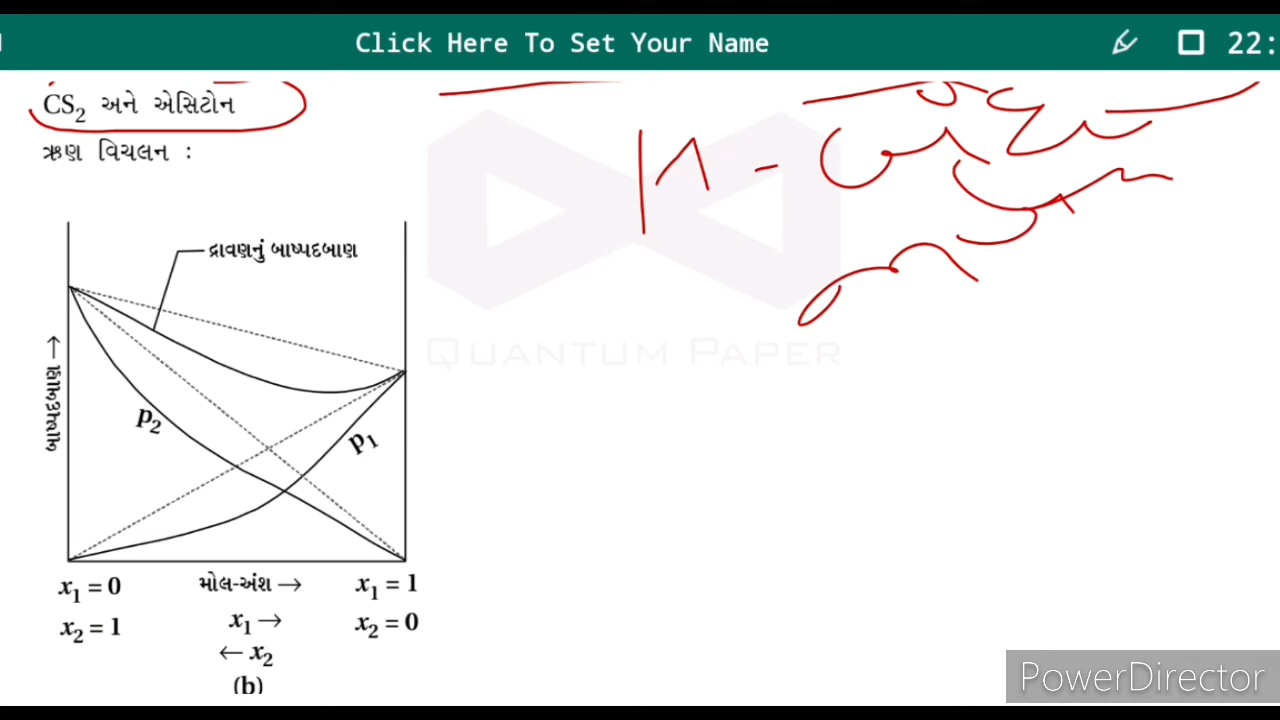 Click Here To Set Your Name 22:
CS₂ અને એસિટોન
ઋણ વિચલન :
દ્રાવણનું બાષ્પદબાણ
બાષ્પદબાણ →
p₂
p₁
QUANTUM PAPER
x₁ = 0 મોલ-અંશ → x₁ = 1
x₂ = 1 x₁ → x₂ = 0
← x₂
(b)
PowerDirector